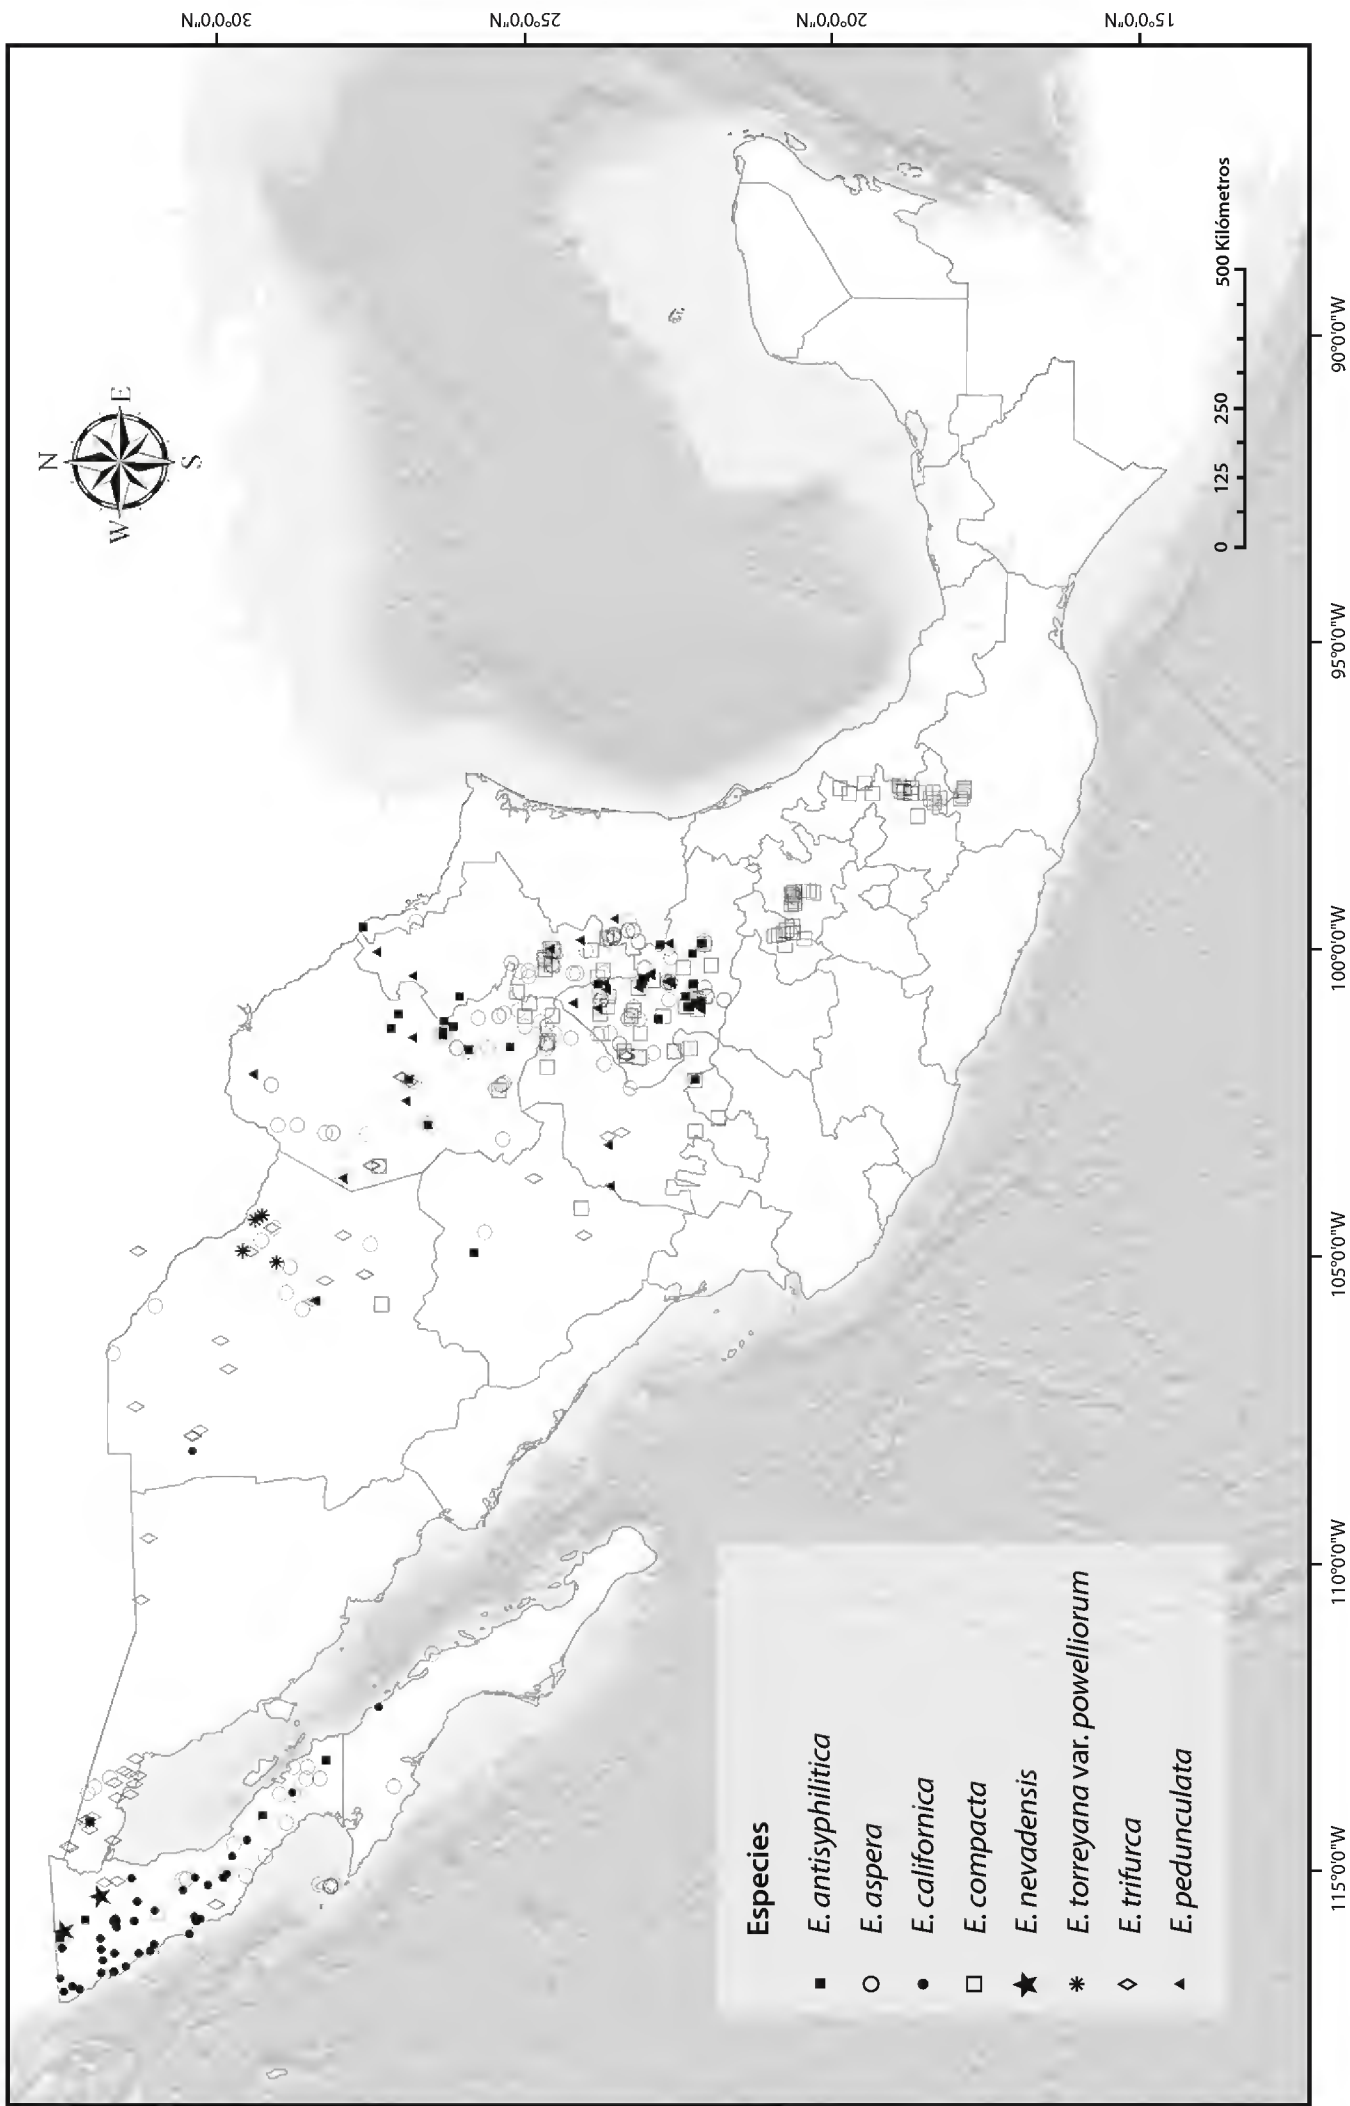 30°0'0"N
25°0'0"N
20°0'0"N
15°0'0"N
N
W
E
S
Especies
E. antisyphilitica
E. aspera
E. californica
E. compacta
E. nevadensis
E. torreyana var. powelliorum
E. trifurca
E. pedunculata
0 125 250 500 Kilómetros
115°0'0"W
110°0'0"W
105°0'0"W
100°0'0"W
95°0'0"W
90°0'0"W